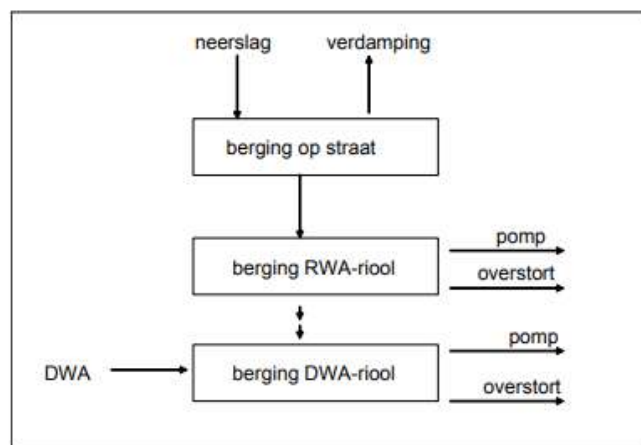 neerslag verdamping
berging op straat
pomp
berging RWA-riool
overstort
pomp
DWA
berging DWA-riool
overstort